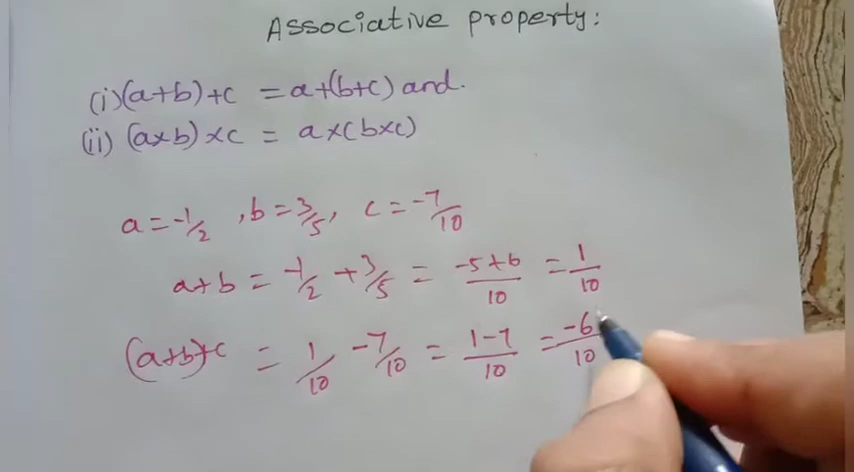 Associative property:
(i) (a+b)+c = a+(b+c) and.
(ii) (a×b)×c = a×(b×c)
a = -1/2 , b = 3/5, c = -7/10
a+b = -1/2 + 3/5 = -5+6/10 = 1/10
(a+b)+c = 1/10 -7/10 = 1-7/10 = -6/10